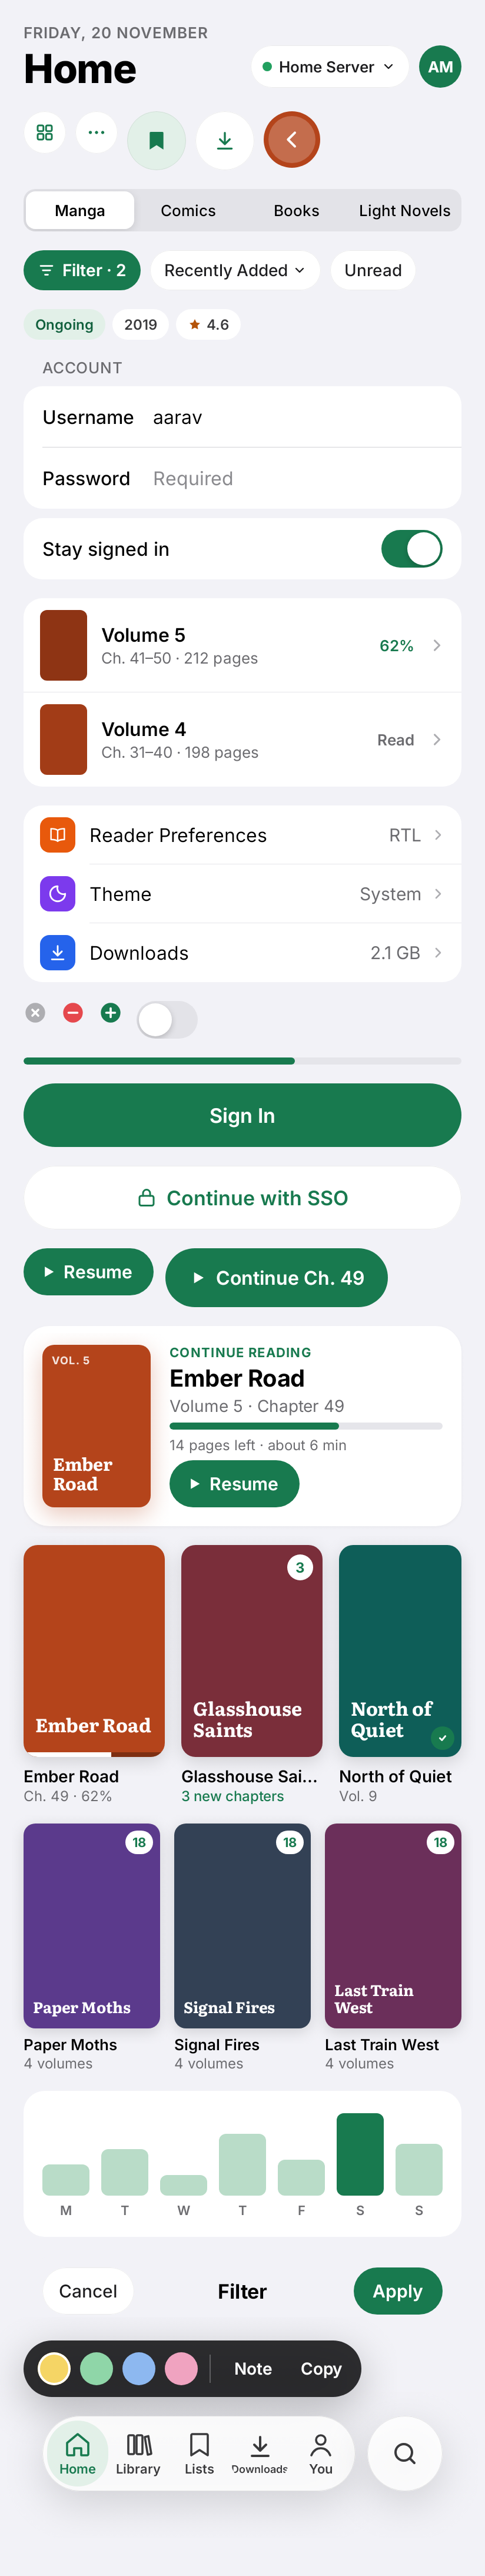 FRIDAY, 20 NOVEMBER
Home
Home Server
AM
Manga
Comics
Books
Light Novels
Filter · 2
Recently Added
Unread
Ongoing
2019
4.6
ACCOUNT
Username aarav
Password Required
Stay signed in
Volume 5
Ch. 41–50 · 212 pages
62%
Volume 4
Ch. 31–40 · 198 pages
Read
Reader Preferences RTL
Theme System
Downloads 2.1 GB
Sign In
Continue with SSO
Resume
Continue Ch. 49
VOL. 5
Ember
Road
CONTINUE READING
Ember Road
Volume 5 · Chapter 49
14 pages left · about 6 min
Resume
Ember Road
3
Glasshouse
Saints
North of
Quiet
Ember Road
Ch. 49 · 62%
Glasshouse Sai...
3 new chapters
North of Quiet
Vol. 9
18
Paper Moths
18
Signal Fires
18
Last Train
West
Paper Moths
4 volumes
Signal Fires
4 volumes
Last Train West
4 volumes
M T W T F S S
Cancel
Filter
Apply
Note
Copy
Home
Library
Lists
Downloads
You